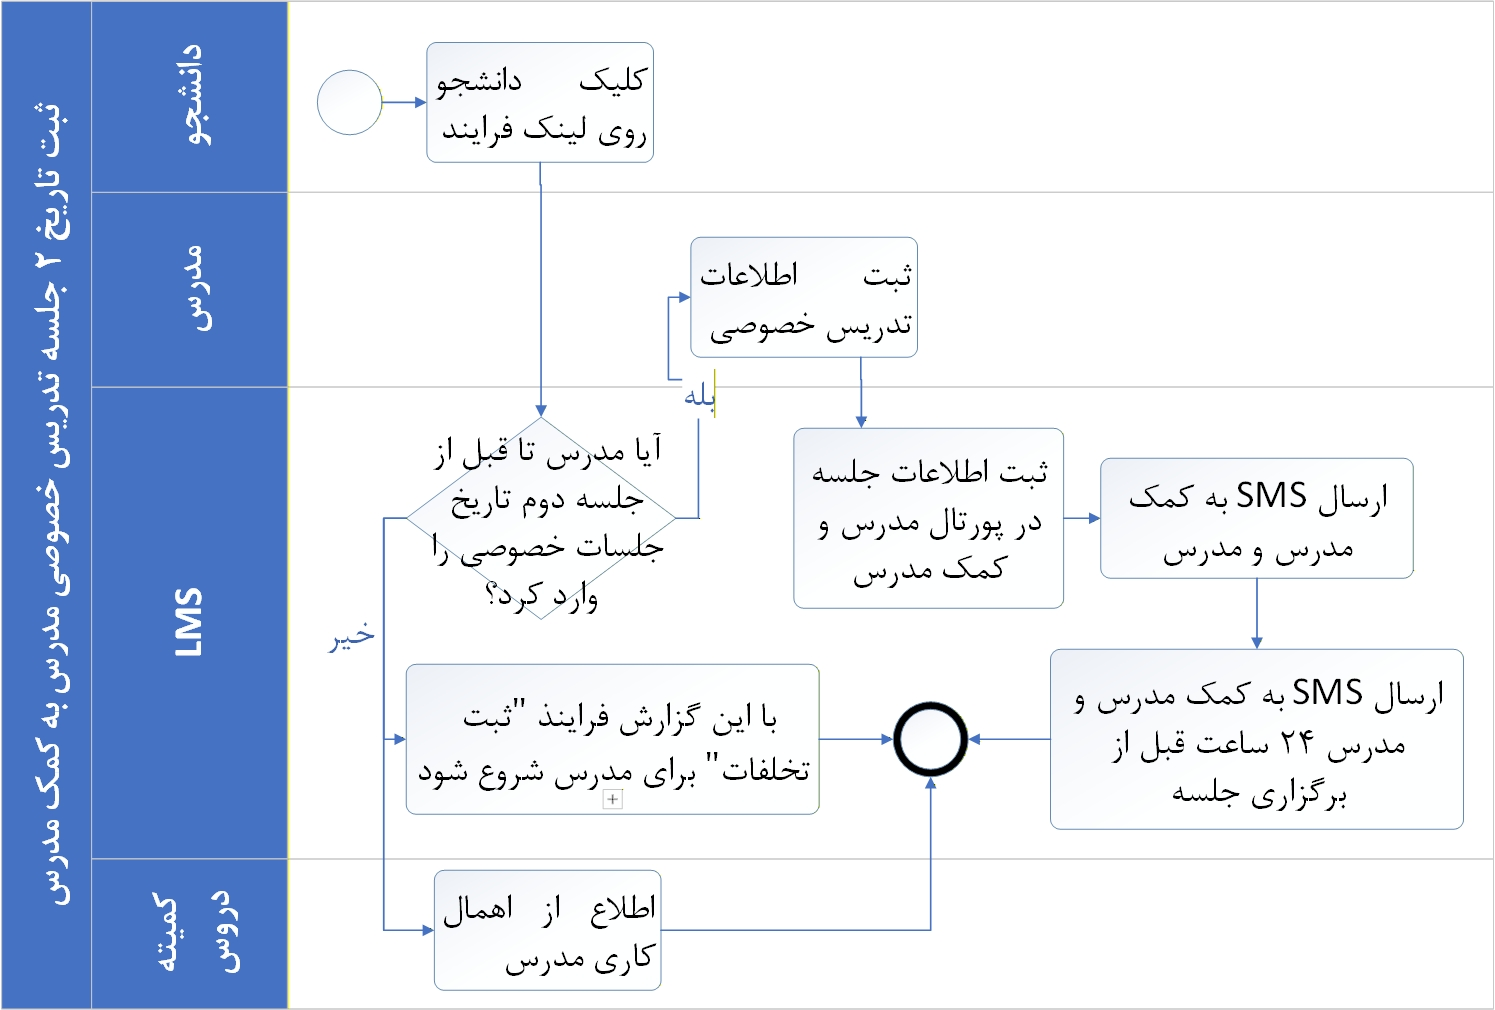 ثبت تاریخ ۲ جلسه تدریس خصوصی مدرس به کمک مدرس
دانشجو
کلیک دانشجو
روی لینک فرایند
مدرس
ثبت اطلاعات
تدریس خصوصی
بله
LMS
آیا مدرس تا قبل از
جلسه دوم تاریخ
جلسات خصوصی را
وارد کرد؟
ثبت اطلاعات جلسه
در پورتال مدرس و
کمک مدرس
ارسال SMS به کمک
مدرس و مدرس
خیر
با این گزارش فرایند "ثبت
تخلفات" برای مدرس شروع شود
ارسال SMS به کمک مدرس و
مدرس ۲۴ ساعت قبل از
برگزاری جلسه
کمیته
دروس
اطلاع از اهمال
کاری مدرس